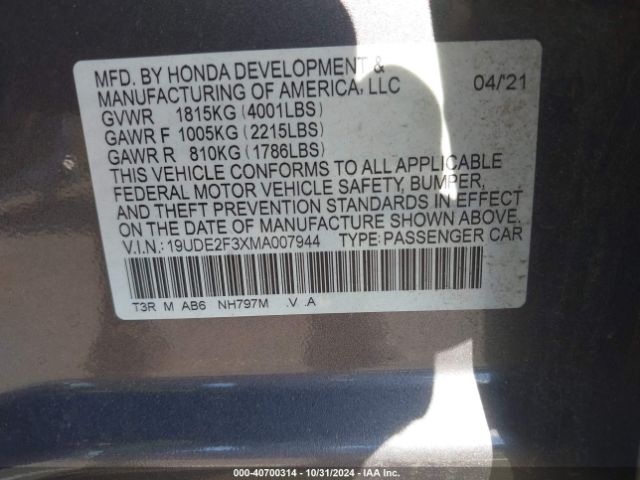 MFD. BY HONDA DEVELOPMENT &
MANUFACTURING OF AMERICA, LLC 04/'21
GVWR 1815KG (4001LBS)
GAWR F 1005KG (2215LBS)
GAWR R 810KG (1786LBS)
THIS VEHICLE CONFORMS TO ALL APPLICABLE
FEDERAL MOTOR VEHICLE SAFETY, BUMPER,
AND THEFT PREVENTION STANDARDS IN EFFECT
ON THE DATE OF MANUFACTURE SHOWN ABOVE.
V.I.N.: 19UDE2F3XMA007944 TYPE: PASSENGER CAR
T3R M AB6 NH797M .V .A
000-40700314 - 10/31/2024 - IAA Inc.